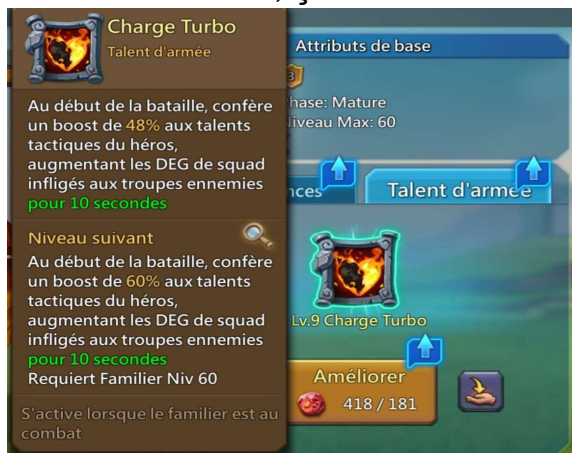 Charge Turbo
Talent d'armée
Au début de la bataille, confère
un boost de 48% aux talents
tactiques du héros,
augmentant les DEG de squad
infligés aux troupes ennemies
pour 10 secondes
Niveau suivant
Au début de la bataille, confère
un boost de 60% aux talents
tactiques du héros,
augmentant les DEG de squad
infligés aux troupes ennemies
pour 10 secondes
Requiert Familier Niv 60
S'active lorsque le familier est au
combat
Attributs de base
3
hase: Mature
iveau Max: 60
nces
Talent d'armée
Lv.9 Charge Turbo
Améliorer
418 / 181